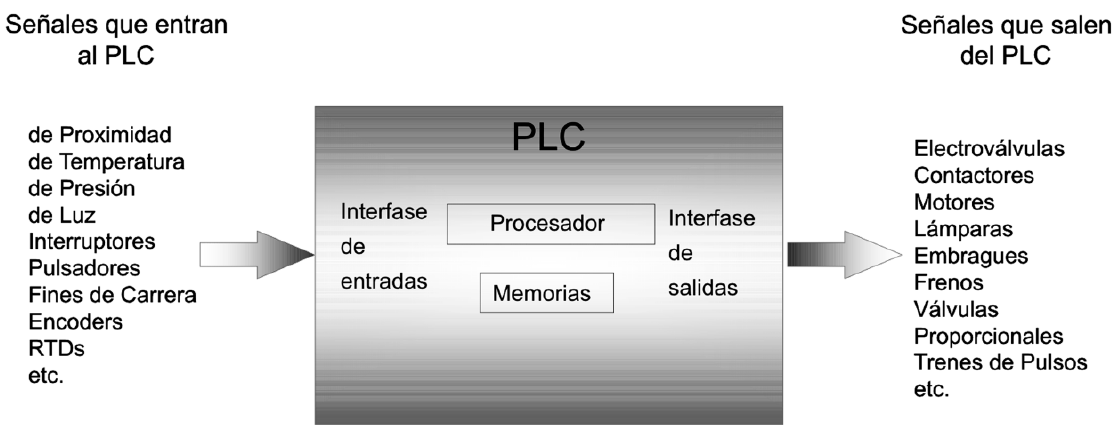 Señales que entran
al PLC
de Proximidad
de Temperatura
de Presión
de Luz
Interruptores
Pulsadores
Fines de Carrera
Encoders
RTDs
etc.
PLC
Interfase
de
entradas
Procesador
Memorias
Interfase
de
salidas
Señales que salen
del PLC
Electroválvulas
Contactores
Motores
Lámparas
Embragues
Frenos
Válvulas
Proporcionales
Trenes de Pulsos
etc.